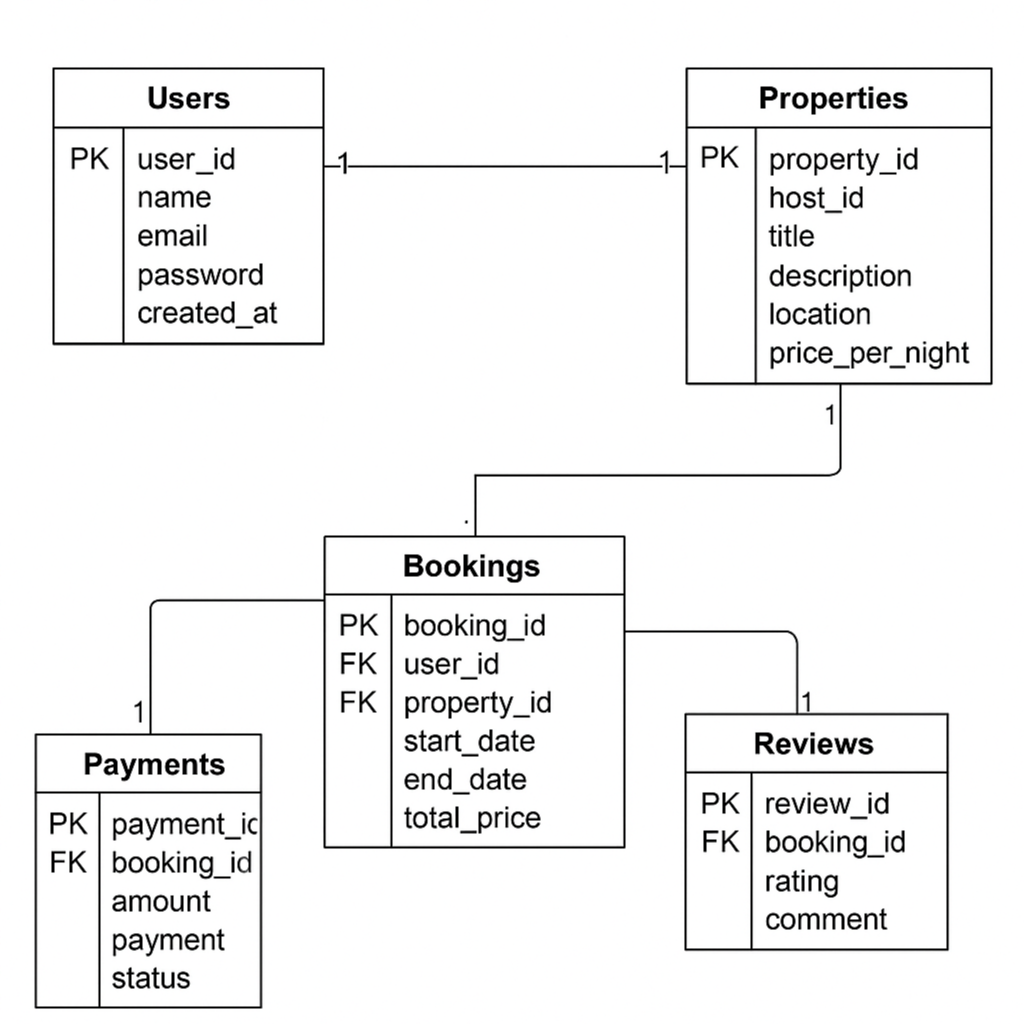 Users
PK user_id
name
email
password
created_at
1
1
Properties
PK property_id
host_id
title
description
location
price_per_night
1
.
Bookings
PK booking_id
FK user_id
FK property_id
start_date
end_date
total_price
1
Payments
PK payment_id
FK booking_id
amount
payment
status
1
Reviews
PK review_id
FK booking_id
rating
comment